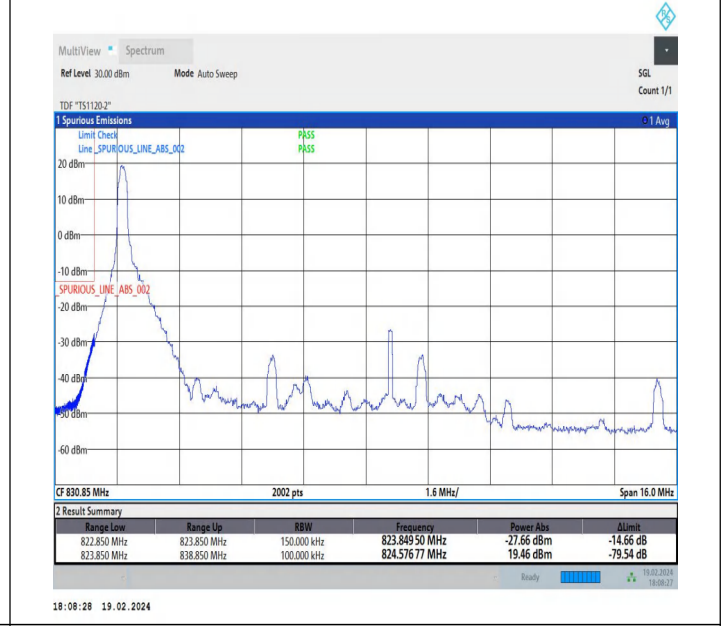 MultiView Spectrum
Ref Level 30.00 dBm Mode Auto Sweep SGL
Count 1/1
TDF "TS1120-2"
1 Spurious Emissions 1 Avg
Limit Check PASS
Line _SPURIOUS_LINE_ABS_002 PASS
20 dBm
10 dBm
0 dBm
-10 dBm
_SPURIOUS_LINE_ABS_002
-20 dBm
-30 dBm
-40 dBm
-50 dBm
-60 dBm
CF 830.85 MHz 2002 pts 1.6 MHz/ Span 16.0 MHz
2 Result Summary
Range Low Range Up RBW Frequency Power Abs ΔLimit
822.850 MHz 823.850 MHz 150.000 kHz 823.84950 MHz -27.66 dBm -14.66 dB
823.850 MHz 838.850 MHz 100.000 kHz 824.57677 MHz 19.46 dBm -79.54 dB
Ready 19.02.2024
18:08:27
18:08:28 19.02.2024